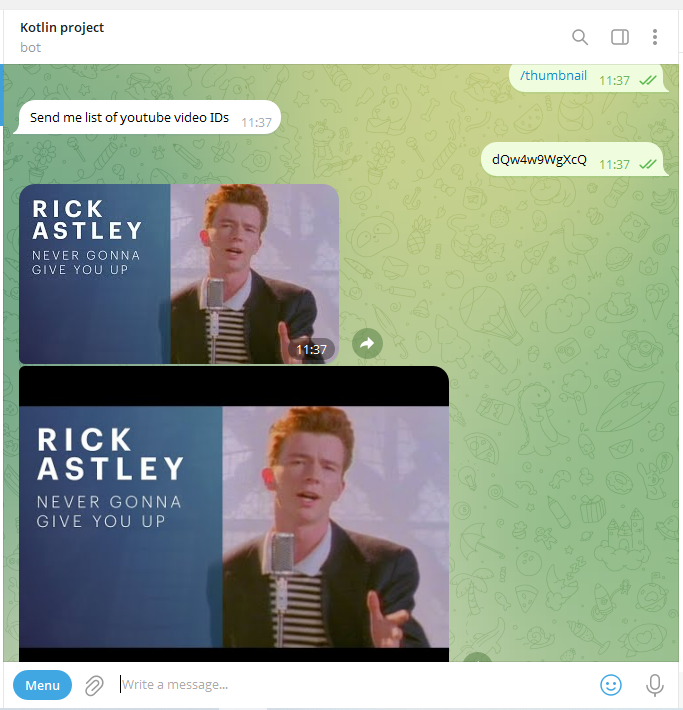 Kotlin project
bot
/thumbnail 11:37
Send me list of youtube video IDs 11:37
dQw4w9WgXcQ 11:37
RICK
ASTLEY
NEVER GONNA
GIVE YOU UP
11:37
RICK
ASTLEY
NEVER GONNA
GIVE YOU UP
Menu
Write a message...